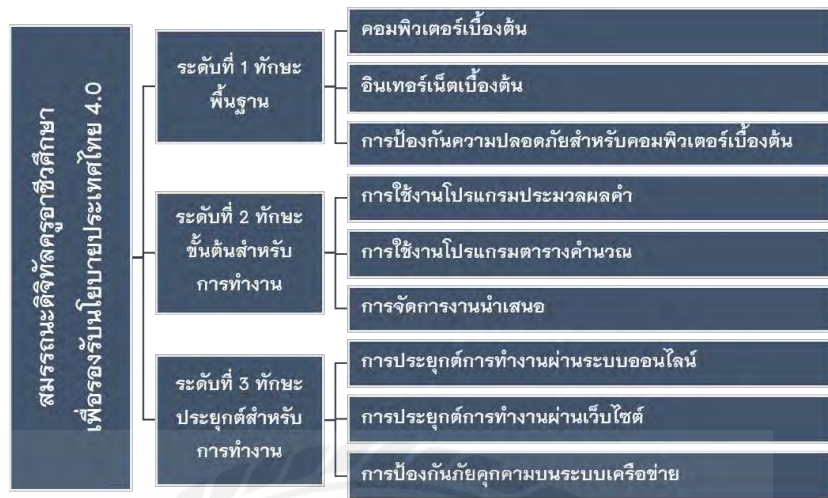 สมรรถนะดิจิทัลครูอาชีวศึกษา
เพื่อรองรับนโยบายประเทศไทย 4.0
ระดับที่ 1 ทักษะ
พื้นฐาน
คอมพิวเตอร์เบื้องต้น
อินเทอร์เน็ตเบื้องต้น
การป้องกันความปลอดภัยสำหรับคอมพิวเตอร์เบื้องต้น
ระดับที่ 2 ทักษะ
ขั้นต้นสำหรับ
การทำงาน
การใช้งานโปรแกรมประมวลผลคำ
การใช้งานโปรแกรมตารางคำนวณ
การจัดการงานนำเสนอ
ระดับที่ 3 ทักษะ
ประยุกต์สำหรับ
การทำงาน
การประยุกต์การทำงานผ่านระบบออนไลน์
การประยุกต์การทำงานผ่านเว็บไซต์
การป้องกันภัยคุกคามบนระบบเครือข่าย